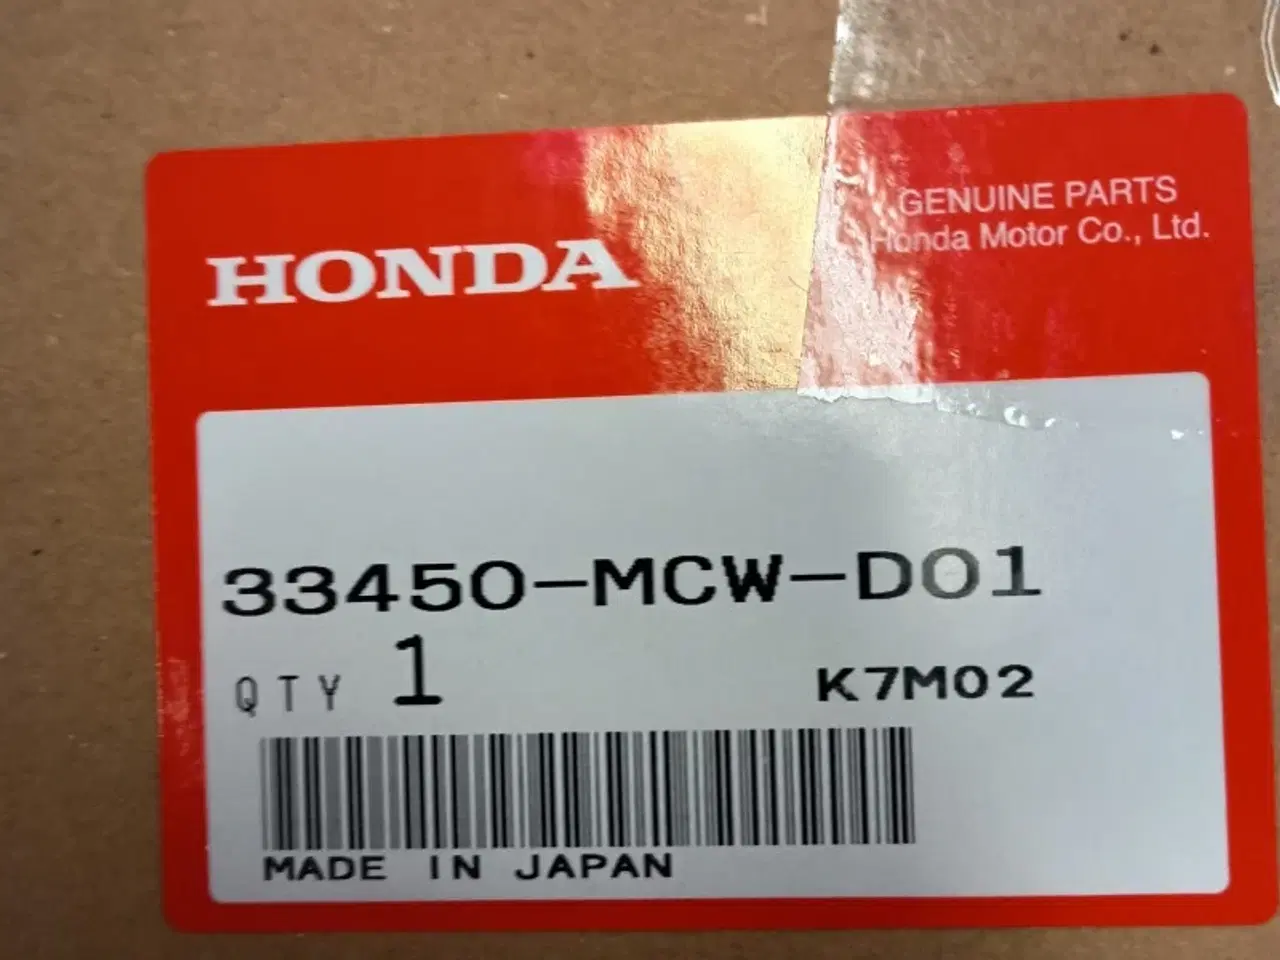 HONDA
GENUINE PARTS
Honda Motor Co., Ltd.
33450-MCW-D01
QTY 1
K7M02
MADE IN JAPAN